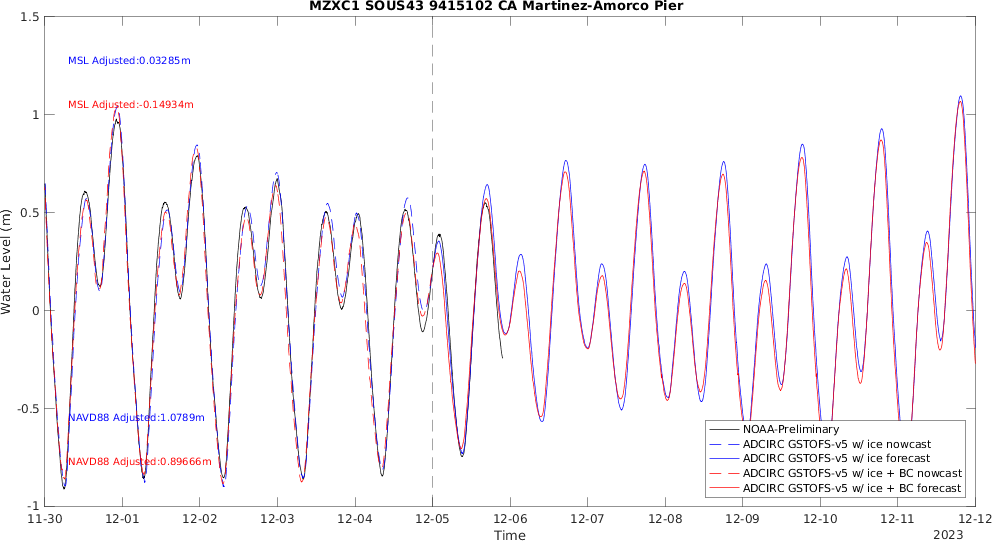 MZXC1 SOUS43 9415102 CA Martinez-Amorco Pier
1.5
MSL Adjusted:0.03285m
MSL Adjusted:-0.14934m
1
0.5
Water Level (m)
0
-0.5
NAVD88 Adjusted:1.0789m
NAVD88 Adjusted:0.89666m
NOAA-Preliminary
ADCIRC GSTOFS-v5 w/ ice nowcast
ADCIRC GSTOFS-v5 w/ ice forecast
ADCIRC GSTOFS-v5 w/ ice + BC nowcast
ADCIRC GSTOFS-v5 w/ ice + BC forecast
-1
11-30 12-01 12-02 12-03 12-04 12-05 12-06 12-07 12-08 12-09 12-10 12-11 12-12
Time
2023